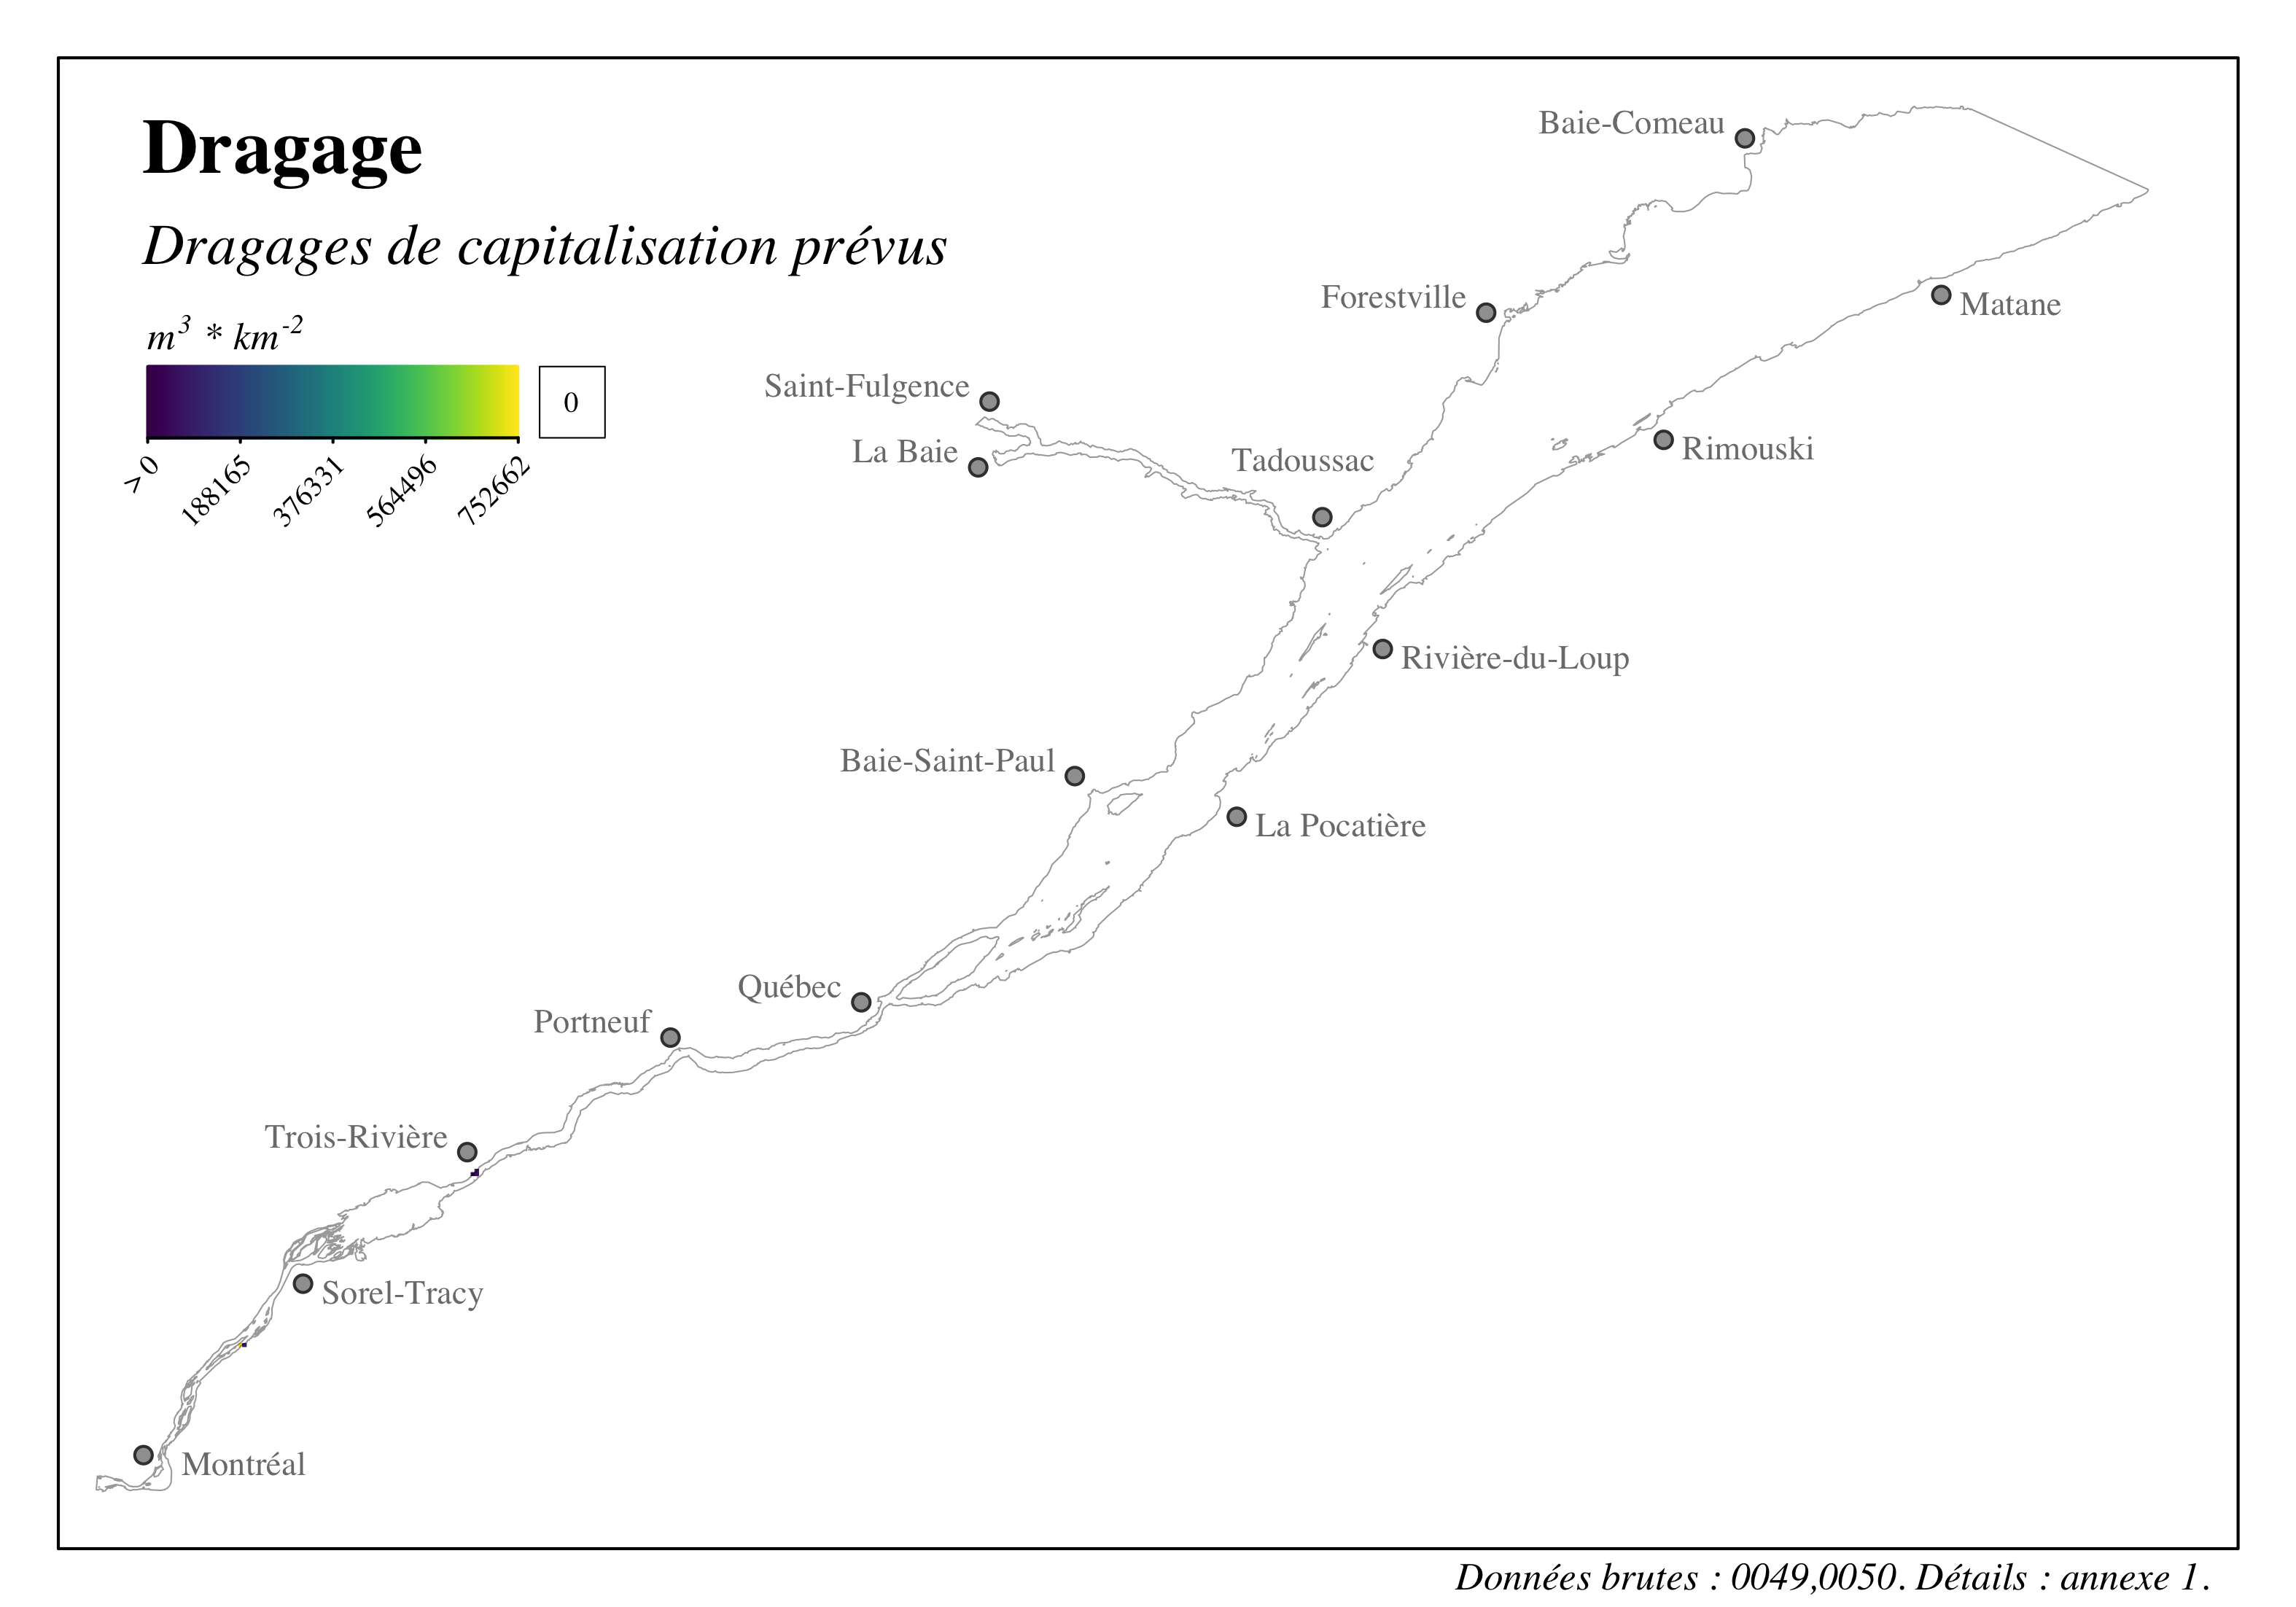 Dragage
Dragages de capitalisation prévus
m³ * km⁻²
0
> 0
188165
376331
564496
752662
Baie-Comeau
Forestville
Matane
Saint-Fulgence
La Baie
Tadoussac
Rimouski
Rivière-du-Loup
Baie-Saint-Paul
La Pocatière
Québec
Portneuf
Trois-Rivière
Sorel-Tracy
Montréal
Données brutes : 0049,0050. Détails : annexe 1.